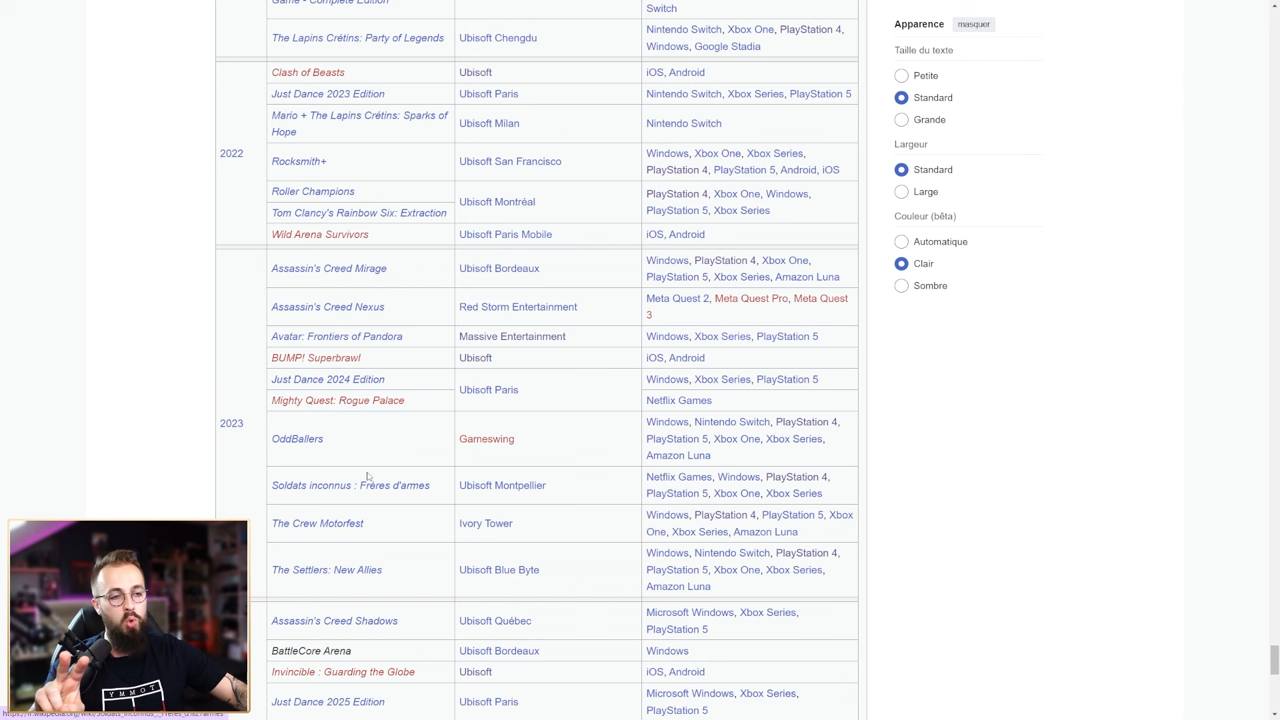 Game - Complete Edition
Switch
The Lapins Crétins: Party of Legends
Ubisoft Chengdu
Nintendo Switch, Xbox One, PlayStation 4,
Windows, Google Stadia
2022
Clash of Beasts
Ubisoft
iOS, Android
Just Dance 2023 Edition
Ubisoft Paris
Nintendo Switch, Xbox Series, PlayStation 5
Mario + The Lapins Crétins: Sparks of
Hope
Ubisoft Milan
Nintendo Switch
Rocksmith+
Ubisoft San Francisco
Windows, Xbox One, Xbox Series,
PlayStation 4, PlayStation 5, Android, iOS
Roller Champions
Tom Clancy's Rainbow Six: Extraction
Ubisoft Montréal
PlayStation 4, Xbox One, Windows,
PlayStation 5, Xbox Series
Wild Arena Survivors
Ubisoft Paris Mobile
iOS, Android
2023
Assassin's Creed Mirage
Ubisoft Bordeaux
Windows, PlayStation 4, Xbox One,
PlayStation 5, Xbox Series, Amazon Luna
Assassin's Creed Nexus
Red Storm Entertainment
Meta Quest 2, Meta Quest Pro, Meta Quest
3
Avatar: Frontiers of Pandora
Massive Entertainment
Windows, Xbox Series, PlayStation 5
BUMP! Superbrawl
Ubisoft
iOS, Android
Just Dance 2024 Edition
Ubisoft Paris
Windows, Xbox Series, PlayStation 5
Mighty Quest: Rogue Palace
Netflix Games
OddBallers
Gameswing
Windows, Nintendo Switch, PlayStation 4,
PlayStation 5, Xbox One, Xbox Series,
Amazon Luna
Soldats inconnus : Frères d'armes
Ubisoft Montpellier
Netflix Games, Windows, PlayStation 4,
PlayStation 5, Xbox One, Xbox Series
The Crew Motorfest
Ivory Tower
Windows, PlayStation 4, PlayStation 5, Xbox
One, Xbox Series, Amazon Luna
The Settlers: New Allies
Ubisoft Blue Byte
Windows, Nintendo Switch, PlayStation 4,
PlayStation 5, Xbox One, Xbox Series,
Amazon Luna
Assassin's Creed Shadows
Ubisoft Québec
Microsoft Windows, Xbox Series,
PlayStation 5
BattleCore Arena
Ubisoft Bordeaux
Windows
Invincible : Guarding the Globe
Ubisoft
iOS, Android
Just Dance 2025 Edition
Ubisoft Paris
Microsoft Windows, Xbox Series,
PlayStation 5
Apparence masquer
Taille du texte
Petite
Standard
Grande
Largeur
Standard
Large
Couleur (bêta)
Automatique
Clair
Sombre
YMMOT